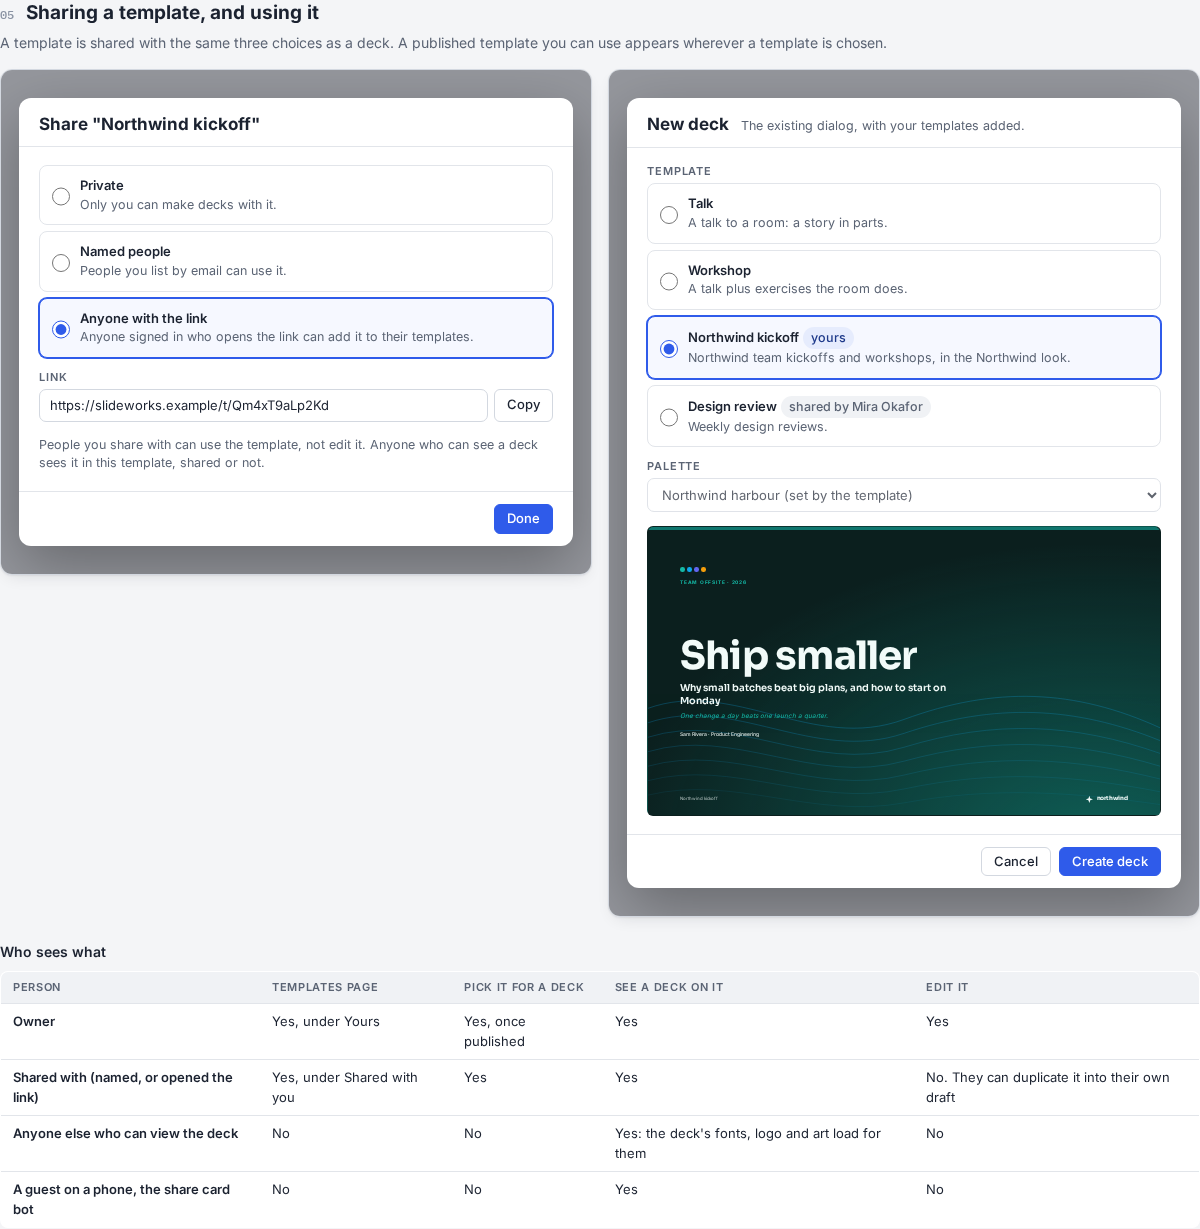 05 Sharing a template, and using it
A template is shared with the same three choices as a deck. A published template you can use appears wherever a template is chosen.
Share "Northwind kickoff"
Private
Only you can make decks with it.
Named people
People you list by email can use it.
Anyone with the link
Anyone signed in who opens the link can add it to their templates.
LINK
https://slideworks.example/t/Qm4xT9aLp2Kd
Copy
People you share with can use the template, not edit it. Anyone who can see a deck
sees it in this template, shared or not.
Done
New deck The existing dialog, with your templates added.
TEMPLATE
Talk
A talk to a room: a story in parts.
Workshop
A talk plus exercises the room does.
Northwind kickoff yours
Northwind team kickoffs and workshops, in the Northwind look.
Design review shared by Mira Okafor
Weekly design reviews.
PALETTE
Northwind harbour (set by the template)
TEAM OFFSITE · 2026
Ship smaller
Why small batches beat big plans, and how to start on
Monday
One change a day beats one launch a quarter.
Sam Rivera · Product Engineering
Northwind kickoff
northwind
Cancel
Create deck
Who sees what
PERSON TEMPLATES PAGE PICK IT FOR A DECK SEE A DECK ON IT EDIT IT
Owner Yes, under Yours Yes, once published Yes Yes
Shared with (named, or opened the link) Yes, under Shared with you Yes Yes No. They can duplicate it into their own draft
Anyone else who can view the deck No No Yes: the deck's fonts, logo and art load for them No
A guest on a phone, the share card bot No No Yes No